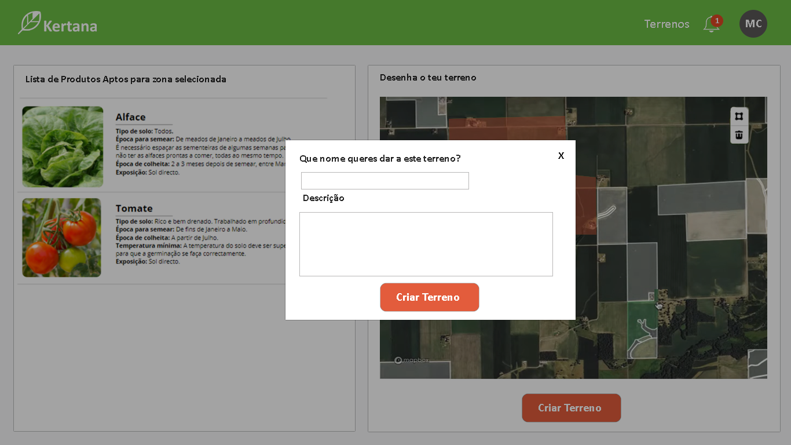 Kertana
Terrenos
1
MC
Lista de Produtos Aptos para zona selecionada
Alface
Tipo de solo: Todos.
Época para semear: De meados de Janeiro a meados de Julho.
É necessário espaçar as sementeiras de algumas semanas pa
não ter as alfaces prontas a comer, todas ao mesmo tempo.
Época de colheita: 2 a 3 meses depois de semear, entre Mar
Exposição: Sol directo.
Tomate
Tipo de solo: Rico e bem drenado. Trabalhado em profundid
Época para semear: De fins de Janeiro a Maio.
Época de colheita: A partir de Julho.
Temperatura mínima: A temperatura do solo deve ser supe
para que a germinação se faça correctamente.
Exposição: Sol directo.
Desenha o teu terreno
Que nome queres dar a este terreno?
X
Descrição
Criar Terreno
mapbox
Criar Terreno